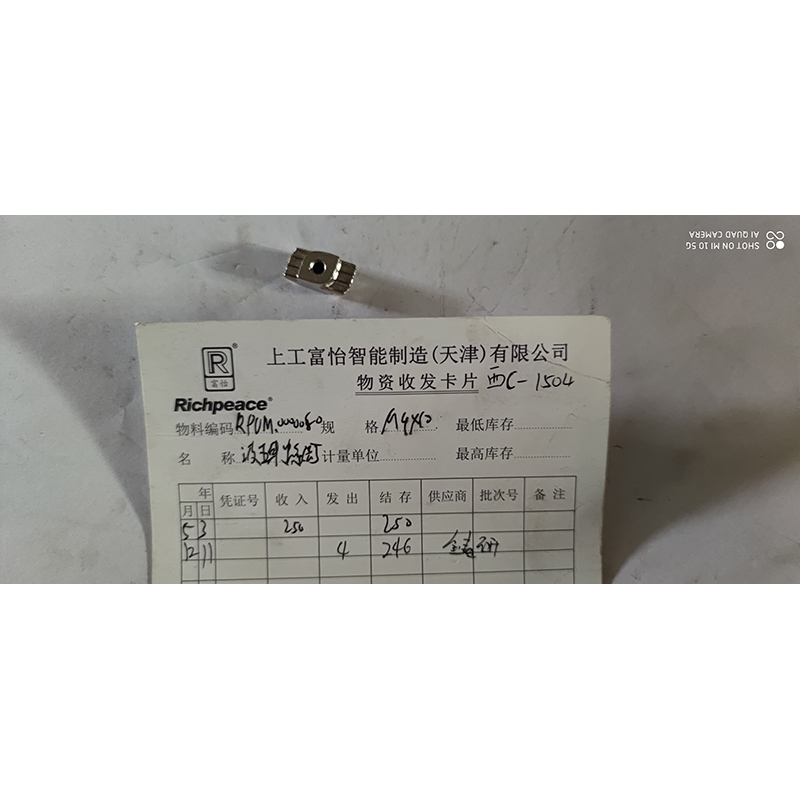 SHOT ON MI 10 5G
AI QUAD CAMERA
R
富怡
Richpeace®
上工富怡智能制造(天津)有限公司
物资收发卡片 西C-1504
物料编码 规 格 最低库存
名 称 计量单位 最高库存
年 凭证号 收入 发出 结存 供应商 批次号 备注
月 日
5 3 250 250
12 11 4 246